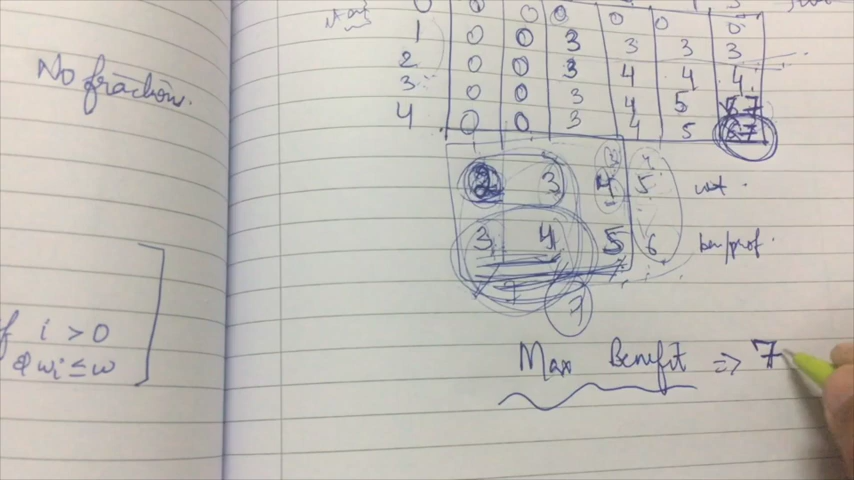 No fraction.
i > 0
wi ≤ w
0 0 0 0 0 0
1 0 0 3 3 3 3
2 0 0 3 4 4 4
3 0 0 3 4 5 7
4 0 0 3 4 5 7
2 3 4 5 wt.
3 4 5 6 ben/prof.
7
7
Max Benefit => 7